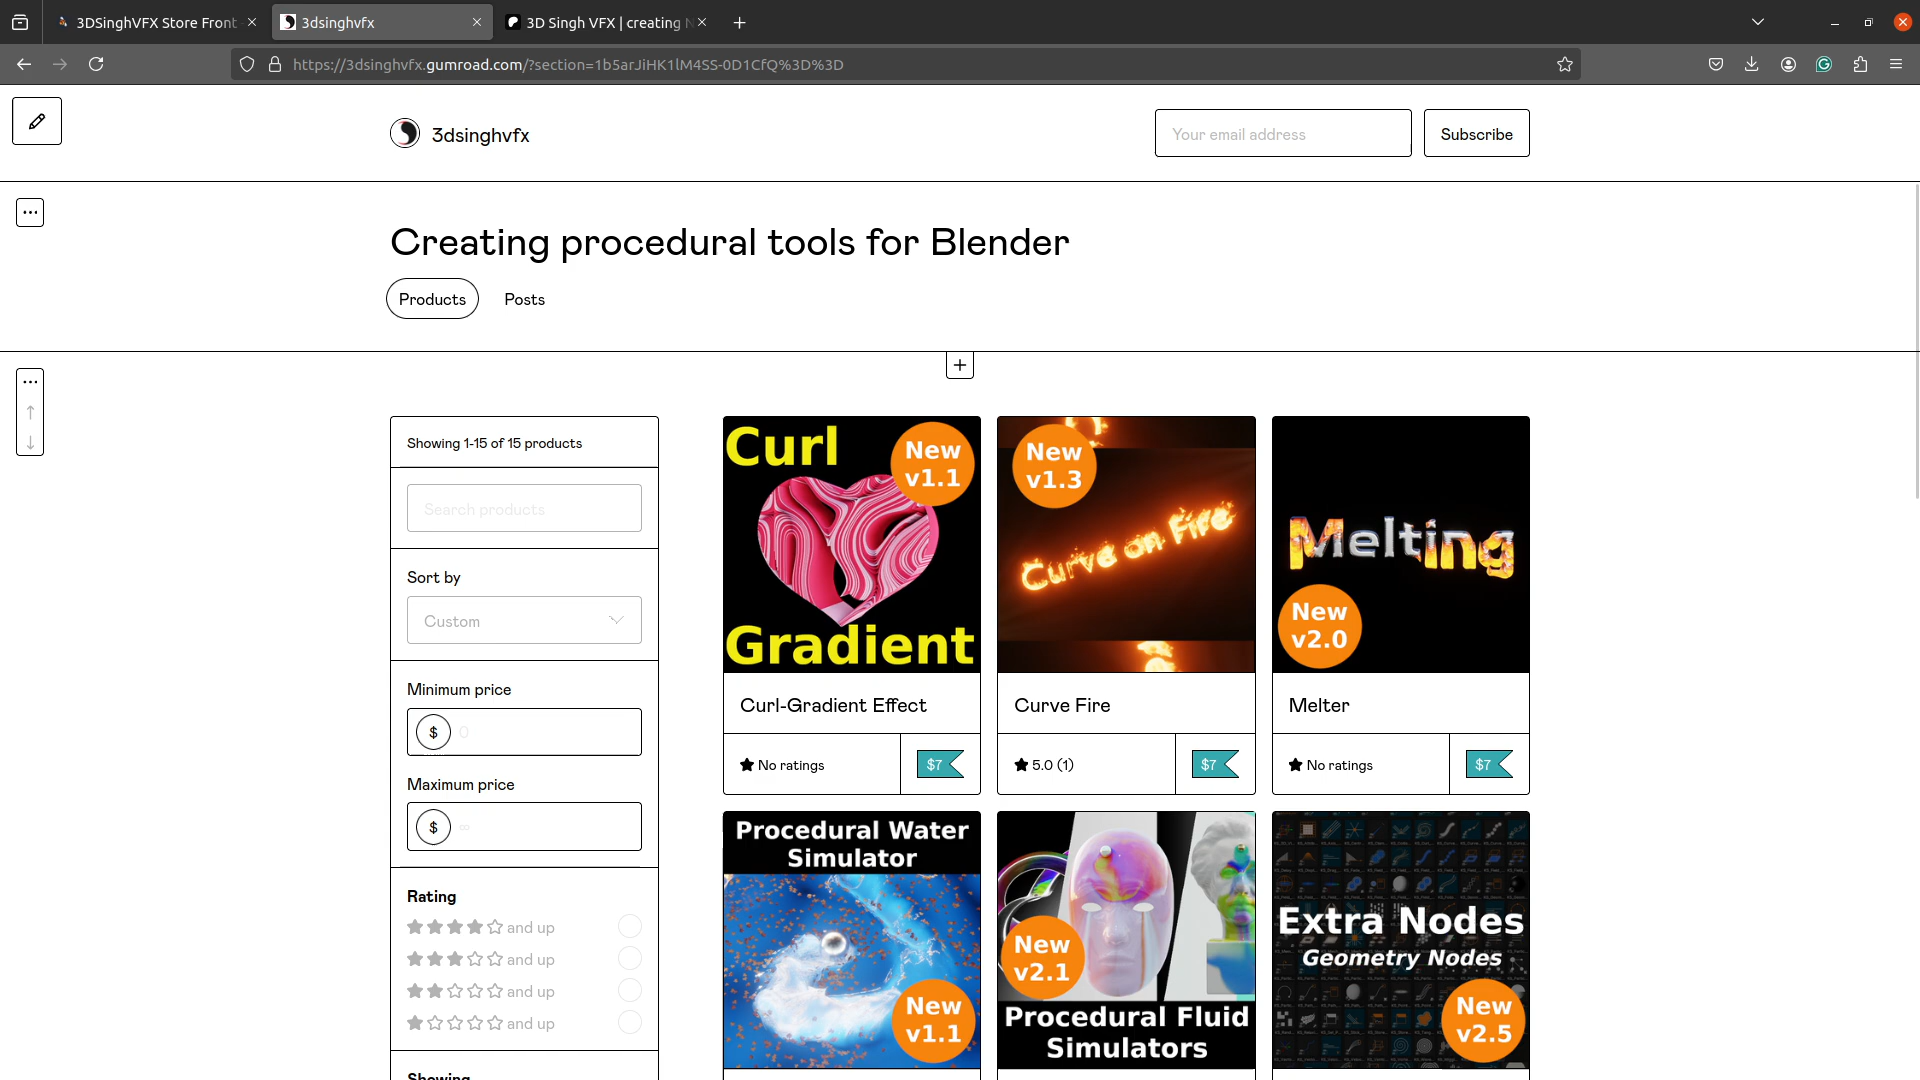 3DSinghVFX Store Front
3dsinghvfx
3D Singh VFX | creating N
https://3dsinghvfx.gumroad.com/?section=1b5arJiHK1lM4SS-0D1CfQ%3D%3D
3dsinghvfx
Your email address
Subscribe
Creating procedural tools for Blender
Products
Posts
Showing 1-15 of 15 products
Search products
Sort by
Custom
Minimum price
$ 0
Maximum price
$ ∞
Rating
and up
and up
and up
and up
Showing
Curl
New
v1.1
Gradient
Curl-Gradient Effect
No ratings
$7
New
v1.3
Curve on Fire
Curve Fire
5.0 (1)
$7
Melting
New
v2.0
Melter
No ratings
$7
Procedural Water
Simulator
New
v1.1
New
v2.1
Procedural Fluid
Simulators
Extra Nodes
Geometry Nodes
New
v2.5